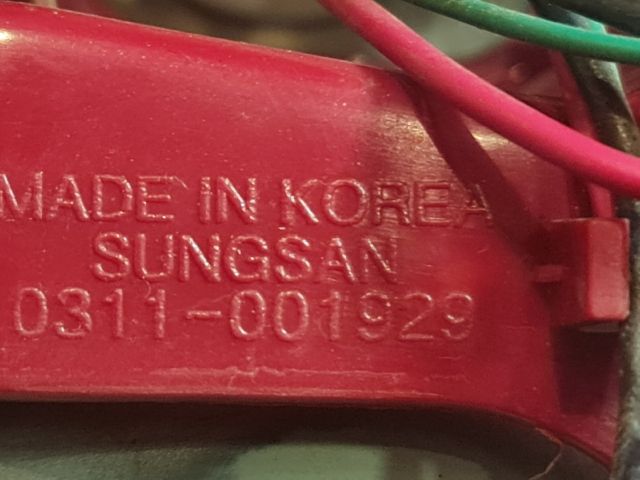 MADE IN KOREA
SUNGSAN
0311-001929